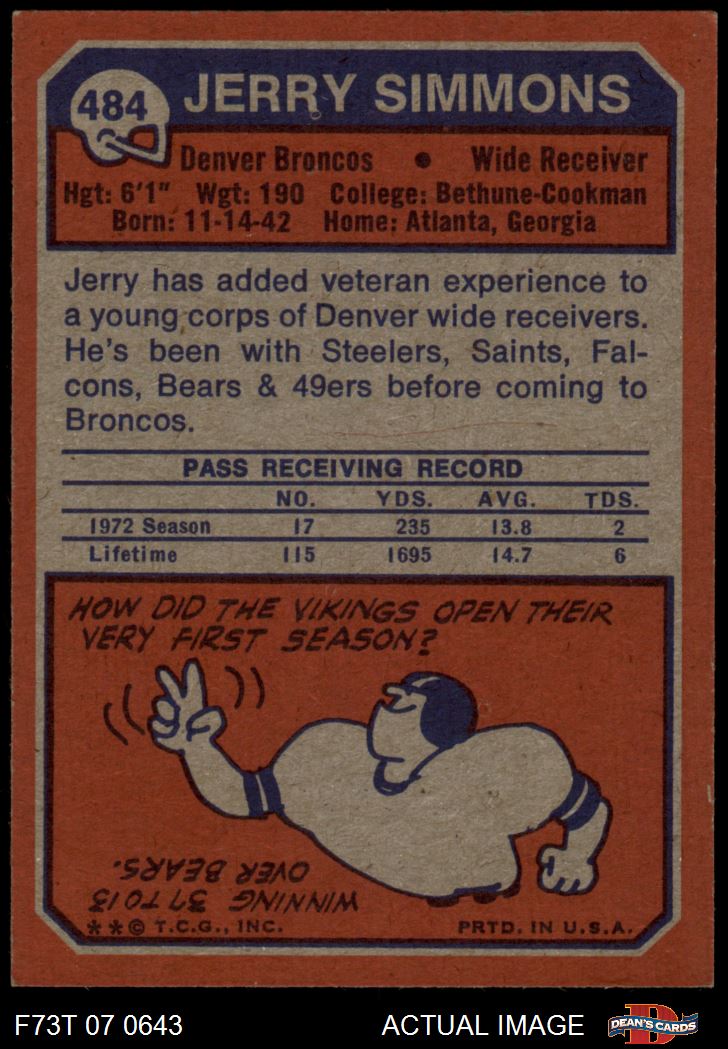 484 JERRY SIMMONS
Denver Broncos • Wide Receiver
Hgt: 6'1" Wgt: 190 College: Bethune-Cookman
Born: 11-14-42 Home: Atlanta, Georgia
Jerry has added veteran experience to
a young corps of Denver wide receivers.
He's been with Steelers, Saints, Fal-
cons, Bears & 49ers before coming to
Broncos.
PASS RECEIVING RECORD
NO. YDS. AVG. TDS.
1972 Season 17 235 13.8 2
Lifetime 115 1695 14.7 6
HOW DID THE VIKINGS OPEN THEIR
VERY FIRST SEASON?
WINNING 37 TO 13
OVER BEARS.
**© T.C.G., INC. PRTD. IN U.S.A.
F73T 07 0643 ACTUAL IMAGE D DEAN'S CARDS